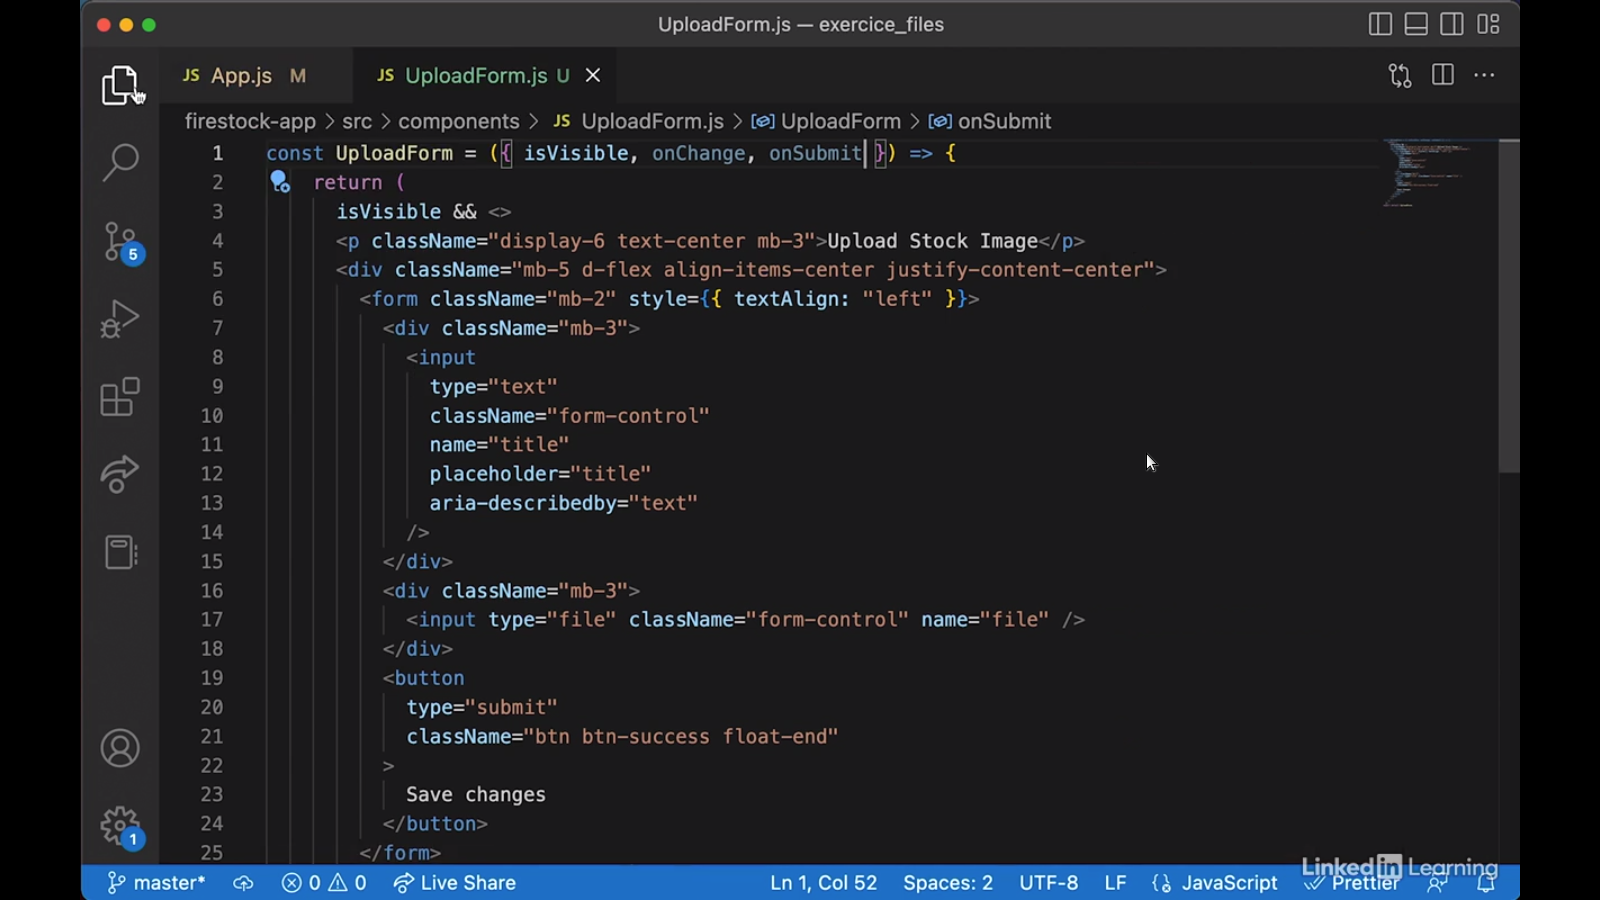 UploadForm.js — exercice_files
JS App.js M JS UploadForm.js U
firestock-app > src > components > JS UploadForm.js > UploadForm > onSubmit
1 const UploadForm = ({ isVisible, onChange, onSubmit }) => {
2 return (
3 isVisible && <>
4 <p className="display-6 text-center mb-3">Upload Stock Image</p>
5 <div className="mb-5 d-flex align-items-center justify-content-center">
6 <form className="mb-2" style={{ textAlign: "left" }}>
7 <div className="mb-3">
8 <input
9 type="text"
10 className="form-control"
11 name="title"
12 placeholder="title"
13 aria-describedby="text"
14 />
15 </div>
16 <div className="mb-3">
17 <input type="file" className="form-control" name="file" />
18 </div>
19 <button
20 type="submit"
21 className="btn btn-success float-end"
22 >
23 Save changes
24 </button>
25 </form>
5
1
master* 0 0 Live Share Ln 1, Col 52 Spaces: 2 UTF-8 LF {} JavaScript Prettier
LinkedIn Learning